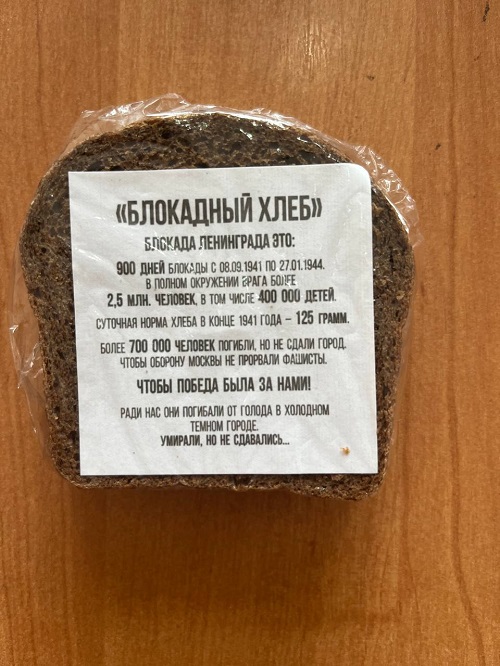 «БЛОКАДНЫЙ ХЛЕБ»
БЛОКАДА ЛЕНИНГРАДА ЭТО:
900 ДНЕЙ БЛОКАДЫ С 08.09.1941 ПО 27.01.1944.
В ПОЛНОМ ОКРУЖЕНИИ ВРАГА БОЛЕЕ
2,5 МЛН. ЧЕЛОВЕК, В ТОМ ЧИСЛЕ 400 000 ДЕТЕЙ.
СУТОЧНАЯ НОРМА ХЛЕБА В КОНЦЕ 1941 ГОДА – 125 ГРАММ.
БОЛЕЕ 700 000 ЧЕЛОВЕК ПОГИБЛИ, НО НЕ СДАЛИ ГОРОД.
ЧТОБЫ ОБОРОНУ МОСКВЫ НЕ ПРОРВАЛИ ФАШИСТЫ.
ЧТОБЫ ПОБЕДА БЫЛА ЗА НАМИ!
РАДИ НАС ОНИ ПОГИБАЛИ ОТ ГОЛОДА В ХОЛОДНОМ
ТЕМНОМ ГОРОДЕ.
УМИРАЛИ, НО НЕ СДАВАЛИСЬ...